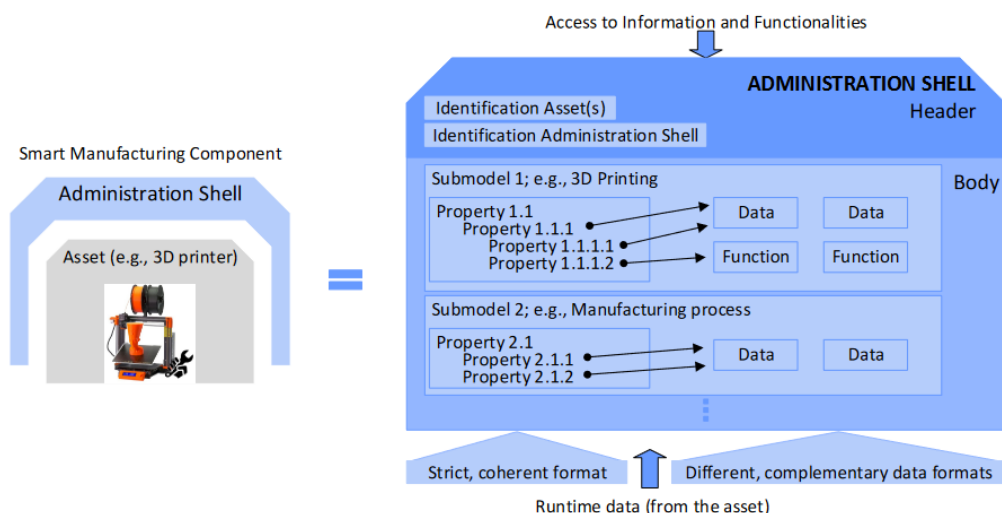 Access to Information and Functionalities
ADMINISTRATION SHELL
Header
Identification Asset(s)
Identification Administration Shell
Smart Manufacturing Component
Administration Shell
Asset (e.g., 3D printer)
=
Body
Submodel 1; e.g., 3D Printing
Property 1.1
Property 1.1.1
Property 1.1.1.1
Property 1.1.1.2
Data
Data
Function
Function
Submodel 2; e.g., Manufacturing process
Property 2.1
Property 2.1.1
Property 2.1.2
Data
Data
Strict, coherent format
Different, complementary data formats
Runtime data (from the asset)